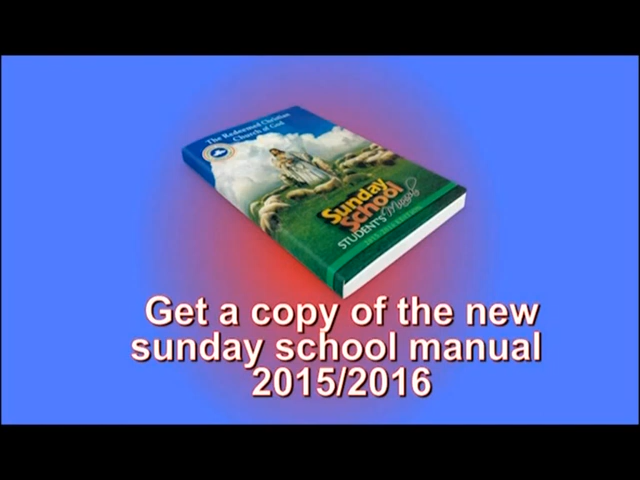 The Redeemed Christian
Church of God
Sunday
School
STUDENT'S Manual
Get a copy of the new
sunday school manual
2015/2016